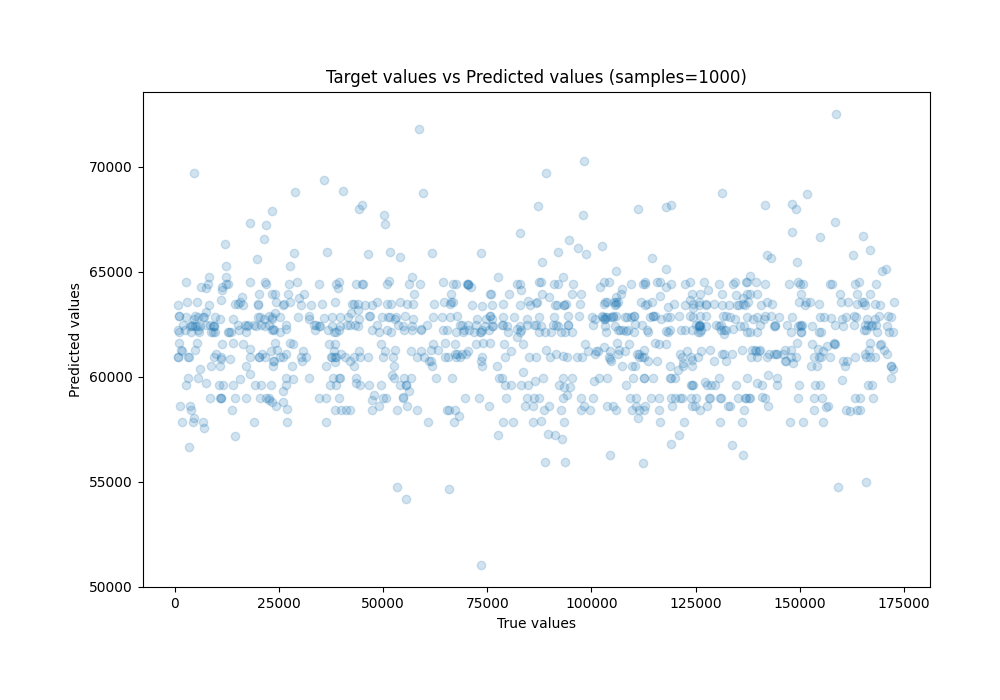 Target values vs Predicted values (samples=1000)
Predicted values
70000
65000
60000
55000
50000
0 25000 50000 75000 100000 125000 150000 175000
True values